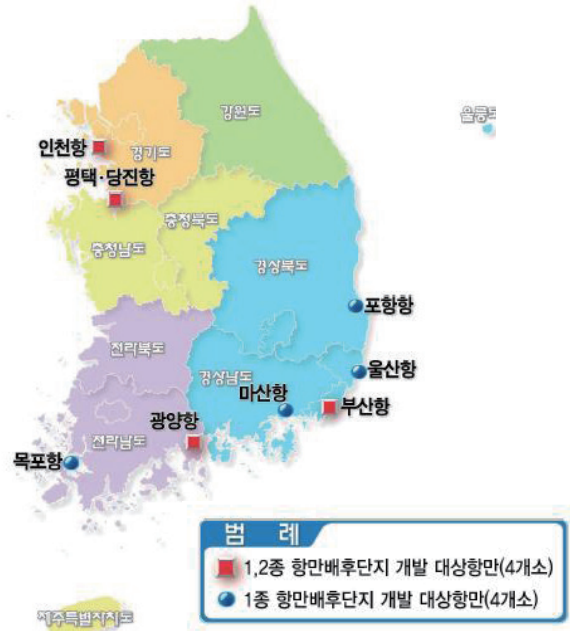 강원도
울릉도
인천항
경기도
평택·당진항
충청북도
충청남도
경상북도
포항항
전라북도
울산항
경상남도
마산항
부산항
광양항
전라남도
목포항
범 례
1,2종 항만배후단지 개발 대상항만(4개소)
1종 항만배후단지 개발 대상항만(4개소)
제주특별자치도